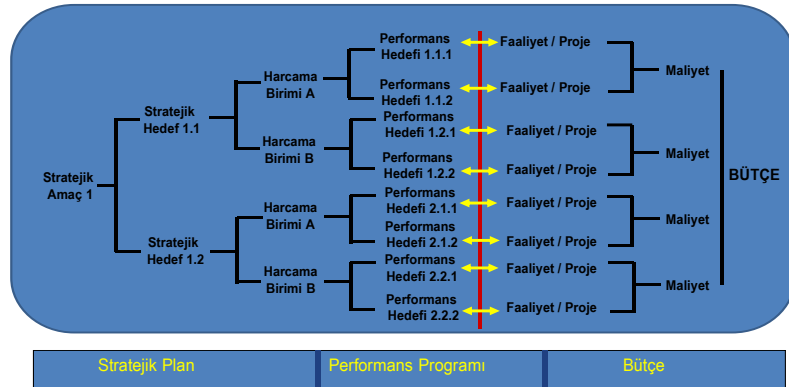 Stratejik
Amaç 1
Stratejik
Hedef 1.1
Stratejik
Hedef 1.2
Harcama
Birimi A
Harcama
Birimi B
Harcama
Birimi A
Harcama
Birimi B
Performans
Hedefi 1.1.1
Performans
Hedefi 1.1.2
Performans
Hedefi 1.2.1
Performans
Hedefi 1.2.2
Performans
Hedefi 2.1.1
Performans
Hedefi 2.1.2
Performans
Hedefi 2.2.1
Performans
Hedefi 2.2.2
Faaliyet / Proje
Faaliyet / Proje
Faaliyet / Proje
Faaliyet / Proje
Faaliyet / Proje
Faaliyet / Proje
Faaliyet / Proje
Faaliyet / Proje
Maliyet
Maliyet
Maliyet
Maliyet
BÜTÇE
Stratejik Plan
Performans Programı
Bütçe